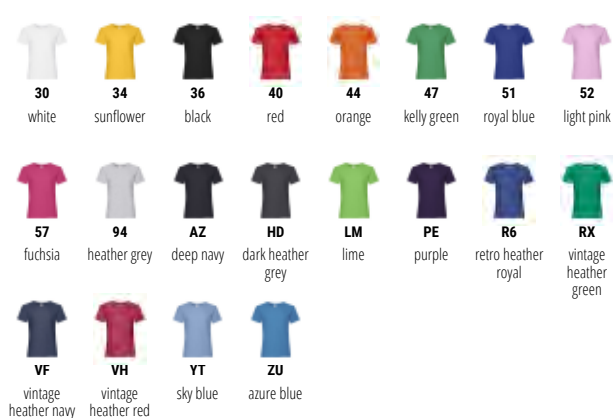 30 34 36 40 44 47 51 52
white sunflower black red orange kelly green royal blue light pink
57 94 AZ HD LM PE R6 RX
fuchsia heather grey deep navy dark heather lime purple retro heather vintage
grey royal heather
green
VF VH YT ZU
vintage vintage sky blue azure blue
heather navy heather red